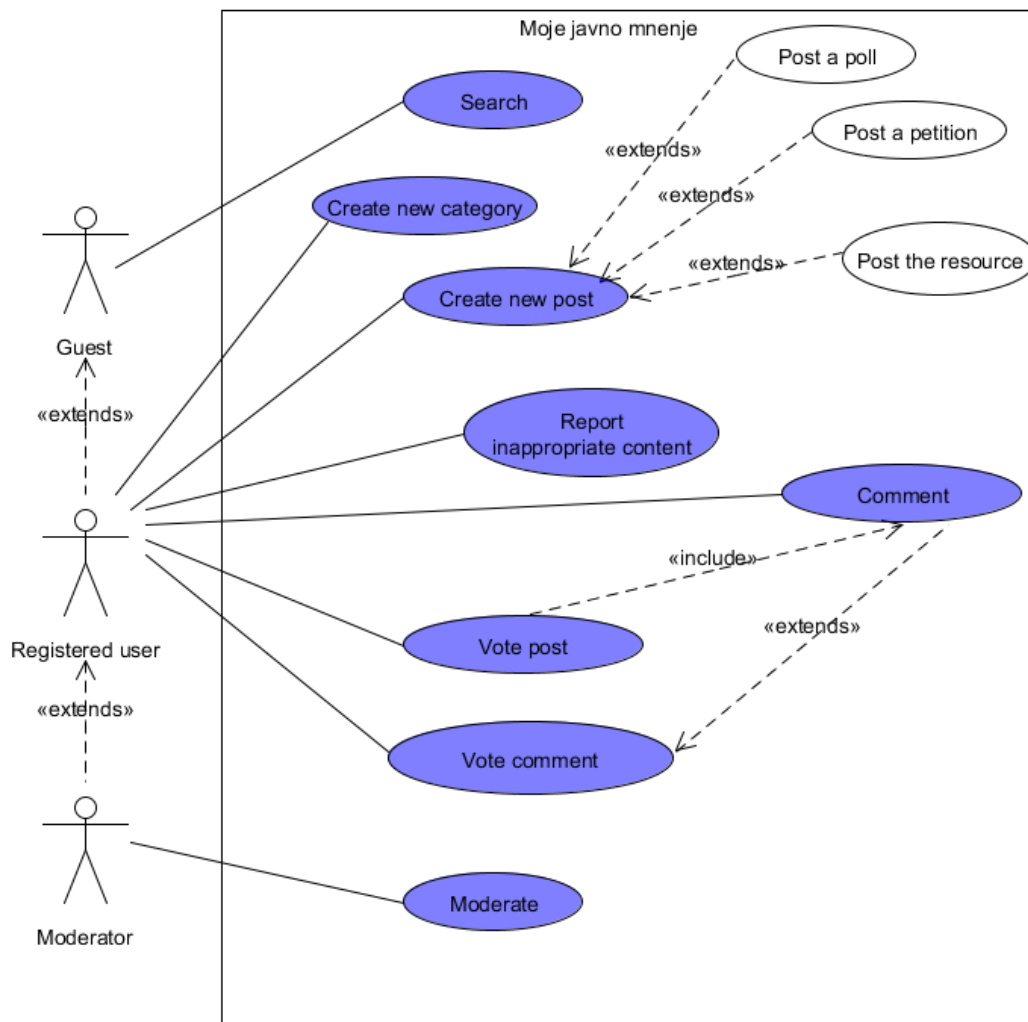 Moje javno mnenje
Post a poll
Search
Post a petition
«extends»
«extends»
Create new category
Post the resource
«extends»
Create new post
Guest
«extends»
Report
inappropriate content
Comment
«include»
«extends»
Vote post
Registered user
«extends»
Vote comment
Moderate
Moderator